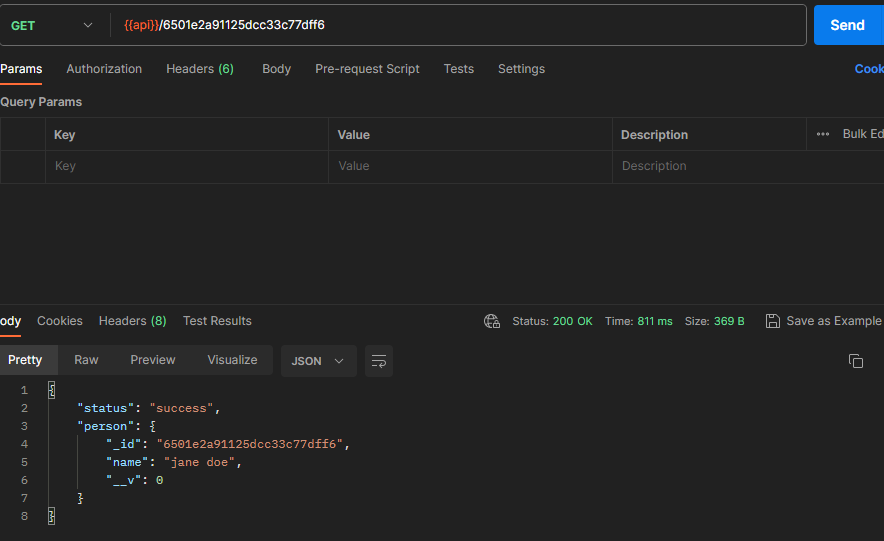 GET {{api}}/6501e2a91125dcc33c77dff6 Send
Params Authorization Headers (6) Body Pre-request Script Tests Settings Cook
Query Params
Key Value Description ••• Bulk Ed
Key Value Description
ody Cookies Headers (8) Test Results Status: 200 OK Time: 811 ms Size: 369 B Save as Example
Pretty Raw Preview Visualize JSON
1 {
2 "status": "success",
3 "person": {
4 "_id": "6501e2a91125dcc33c77dff6",
5 "name": "jane doe",
6 "__v": 0
7 }
8 }